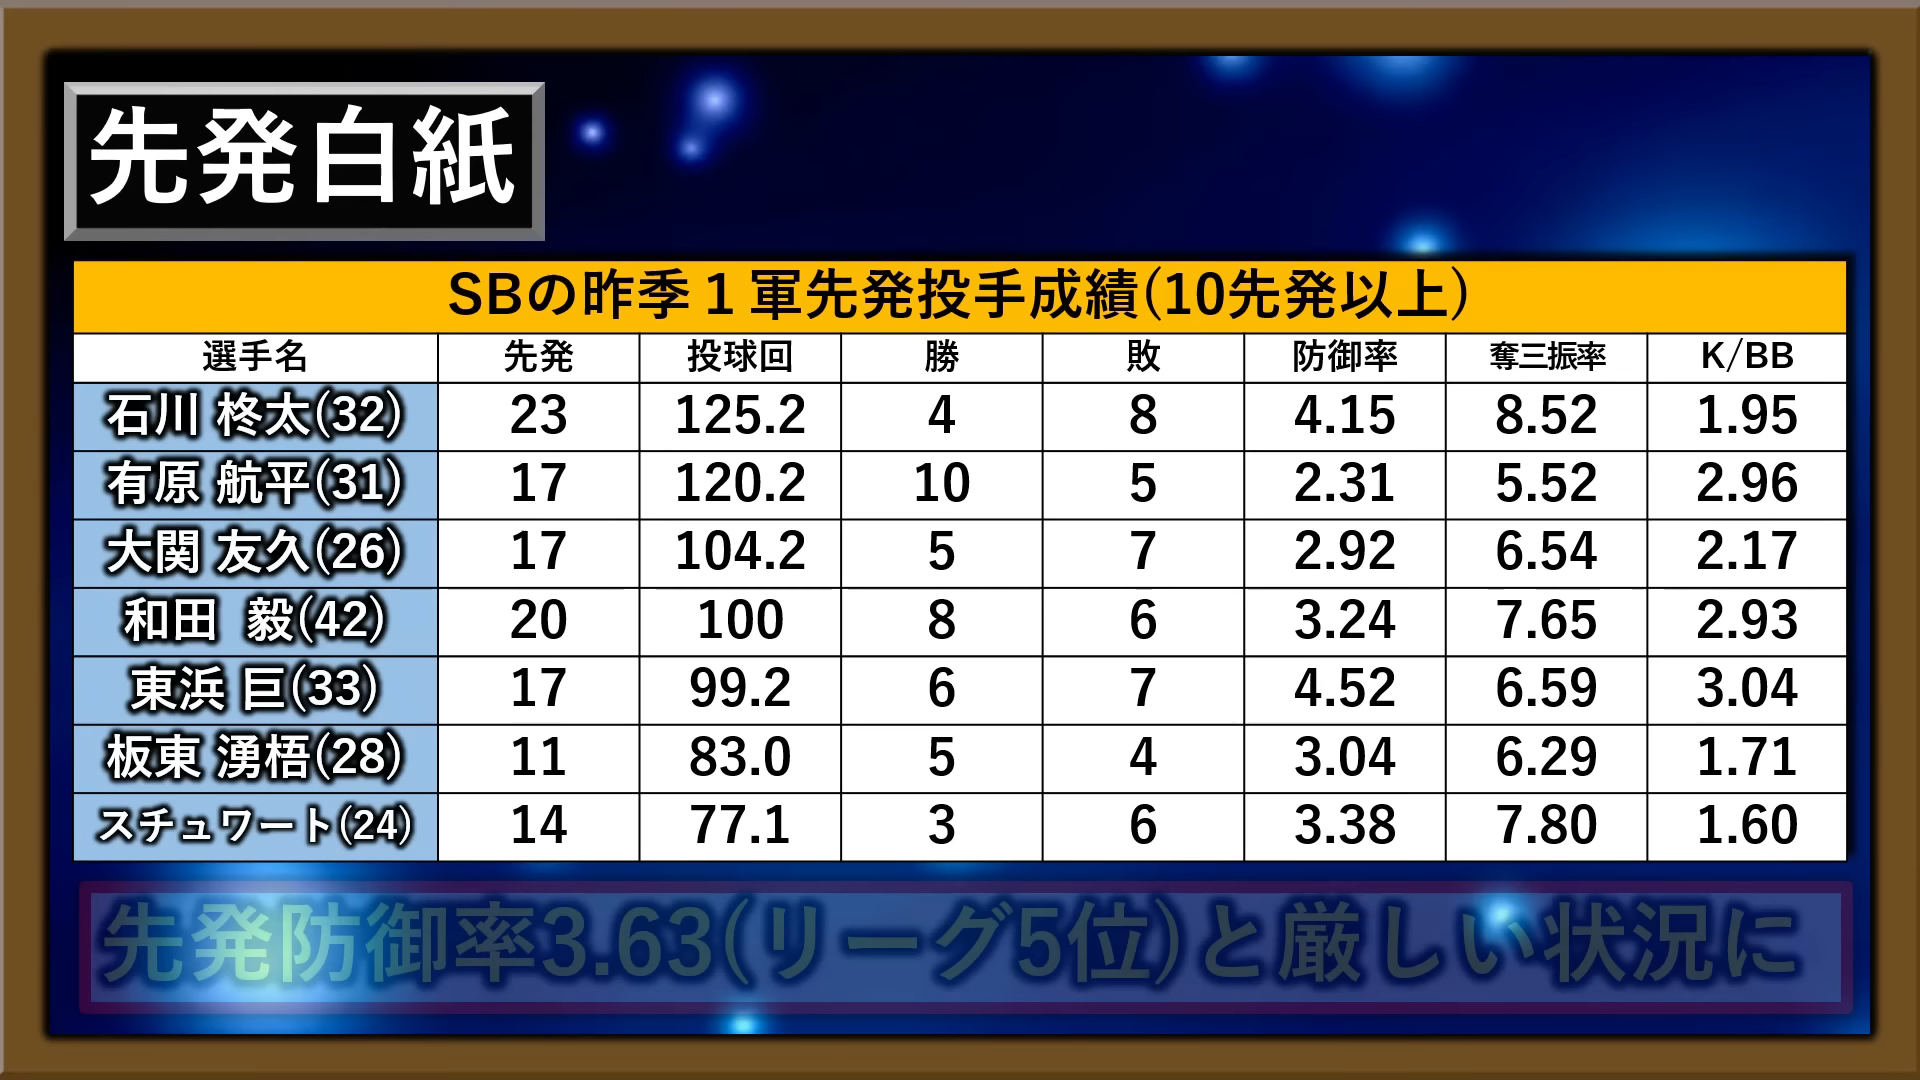 先発白紙
SBの昨季１軍先発投手成績(10先発以上)
選手名 先発 投球回 勝 敗 防御率 奪三振率 K/BB
石川 柊太(32) 23 125.2 4 8 4.15 8.52 1.95
有原 航平(31) 17 120.2 10 5 2.31 5.52 2.96
大関 友久(26) 17 104.2 5 7 2.92 6.54 2.17
和田 毅(42) 20 100 8 6 3.24 7.65 2.93
東浜 巨(33) 17 99.2 6 7 4.52 6.59 3.04
板東 湧梧(28) 11 83.0 5 4 3.04 6.29 1.71
スチュワート(24) 14 77.1 3 6 3.38 7.80 1.60
先発防御率3.63(リーグ5位)と厳しい状況に